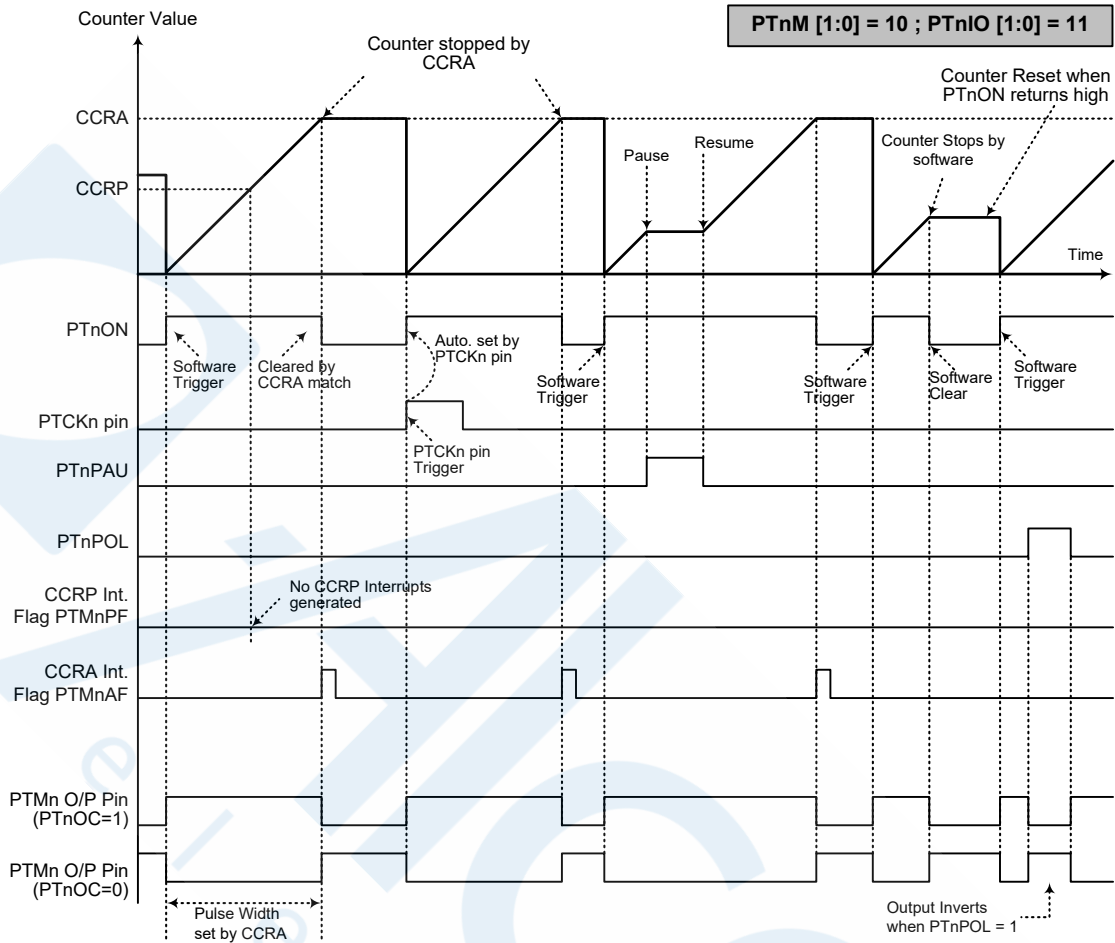 Counter Value
PTnM [1:0] = 10 ; PTnIO [1:0] = 11
Counter stopped by
CCRA
Counter Reset when
PTnON returns high
CCRA
Pause
Resume
Counter Stops by
software
CCRP
Time
PTnON
Software
Trigger
Cleared by
CCRA match
Auto. set by
PTCKn pin
Software
Trigger
Software
Trigger
Software
Clear
Software
Trigger
PTCKn pin
PTCKn pin
Trigger
PTnPAU
PTnPOL
CCRP Int.
Flag PTMnPF
No CCRP Interrupts
generated
CCRA Int.
Flag PTMnAF
PTMn O/P Pin
(PTnOC=1)
PTMn O/P Pin
(PTnOC=0)
Pulse Width
set by CCRA
Output Inverts
when PTnPOL = 1